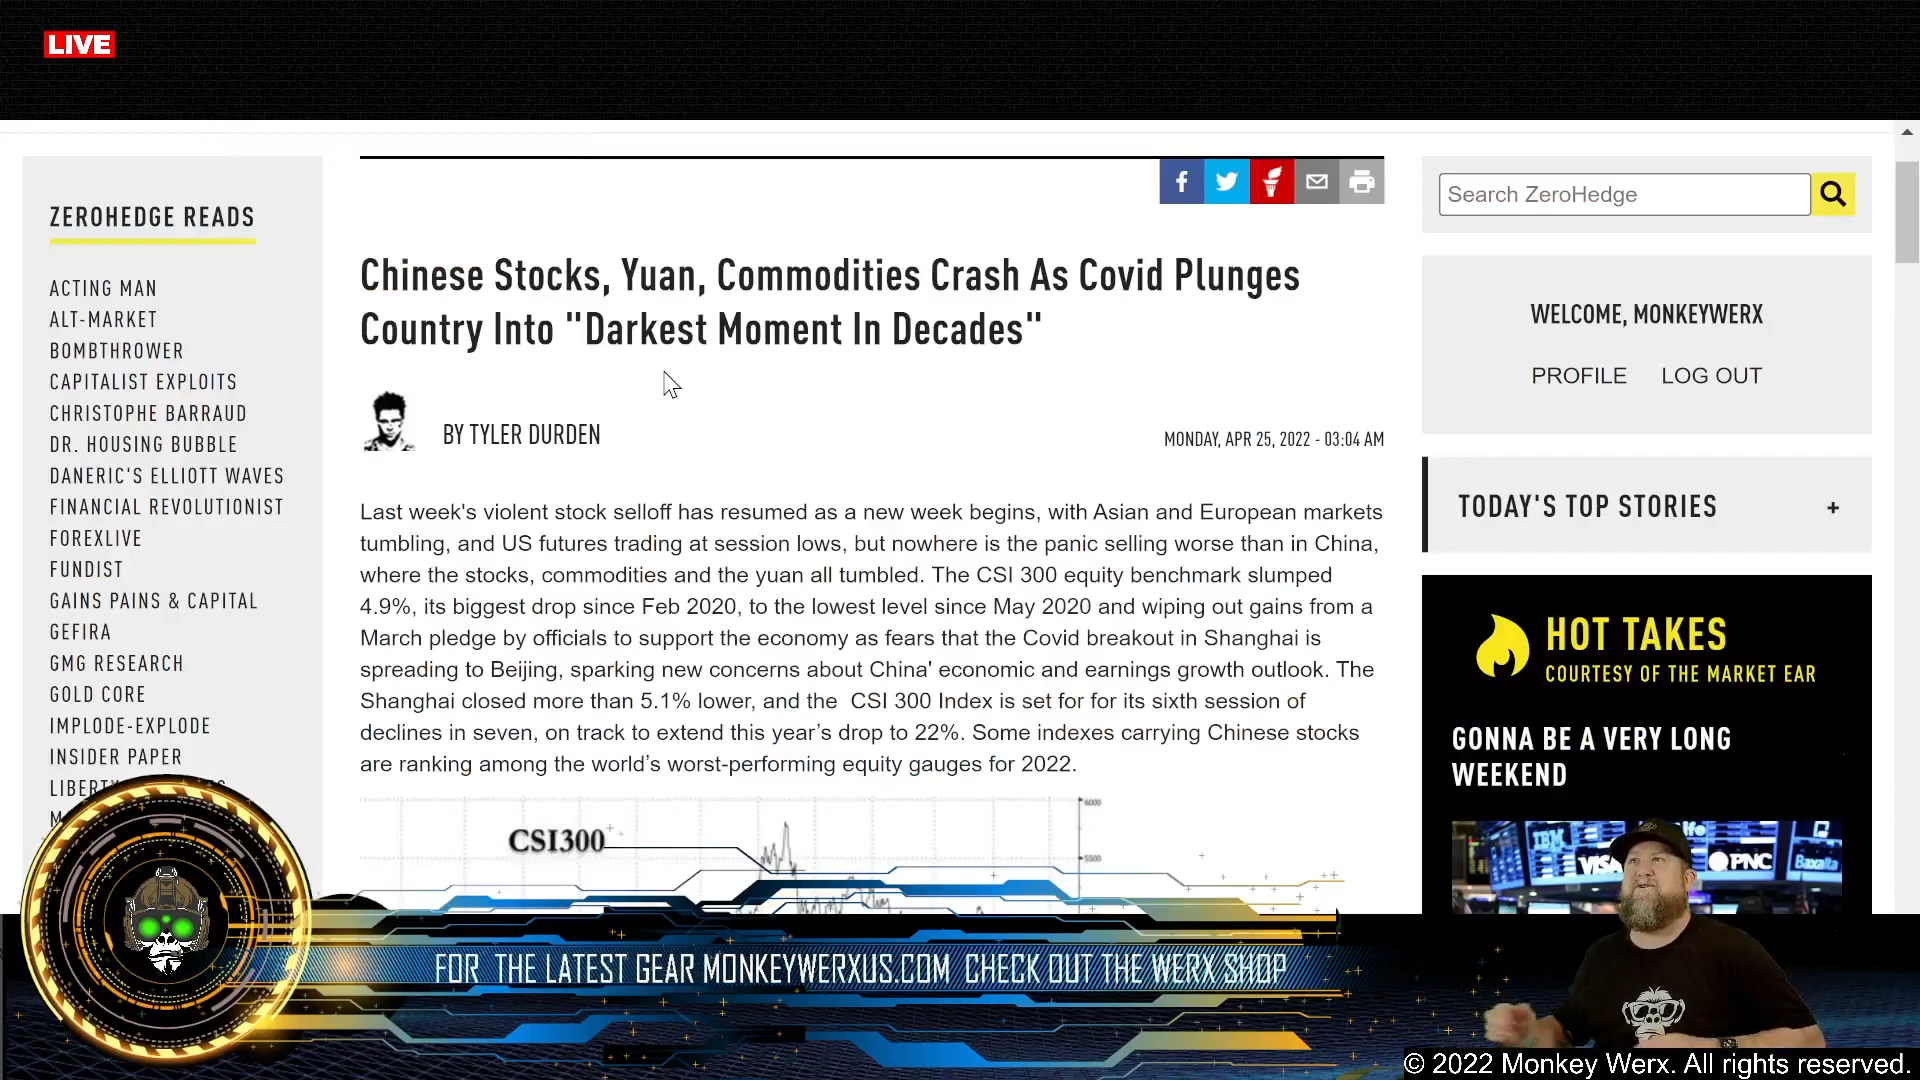 LIVE
ZEROHEDGE READS
ACTING MAN
ALT-MARKET
BOMBTHROWER
CAPITALIST EXPLOITS
CHRISTOPHE BARRAUD
DR. HOUSING BUBBLE
DANERIC'S ELLIOTT WAVES
FINANCIAL REVOLUTIONIST
FOREXLIVE
FUNDIST
GAINS PAINS & CAPITAL
GEFIRA
GMG RESEARCH
GOLD CORE
IMPLODE-EXPLODE
INSIDER PAPER
Chinese Stocks, Yuan, Commodities Crash As Covid Plunges
Country Into "Darkest Moment In Decades"
BY TYLER DURDEN
MONDAY, APR 25, 2022 - 03:04 AM
Last week's violent stock selloff has resumed as a new week begins, with Asian and European markets
tumbling, and US futures trading at session lows, but nowhere is the panic selling worse than in China,
where the stocks, commodities and the yuan all tumbled. The CSI 300 equity benchmark slumped
4.9%, its biggest drop since Feb 2020, to the lowest level since May 2020 and wiping out gains from a
March pledge by officials to support the economy as fears that the Covid breakout in Shanghai is
spreading to Beijing, sparking new concerns about China' economic and earnings growth outlook. The
Shanghai closed more than 5.1% lower, and the  CSI 300 Index is set for for its sixth session of
declines in seven, on track to extend this year’s drop to 22%. Some indexes carrying Chinese stocks
are ranking among the world’s worst-performing equity gauges for 2022.
CSI300
6000
5500
Search ZeroHedge
WELCOME, MONKEYWERX
PROFILE LOG OUT
TODAY'S TOP STORIES +
HOT TAKES
COURTESY OF THE MARKET EAR
GONNA BE A VERY LONG
WEEKEND
IBM
VISA
PNC
Baxalta
FOR THE LATEST GEAR MONKEYWERXUS.COM CHECK OUT THE WERX SHOP
© 2022 Monkey Werx. All rights reserved.